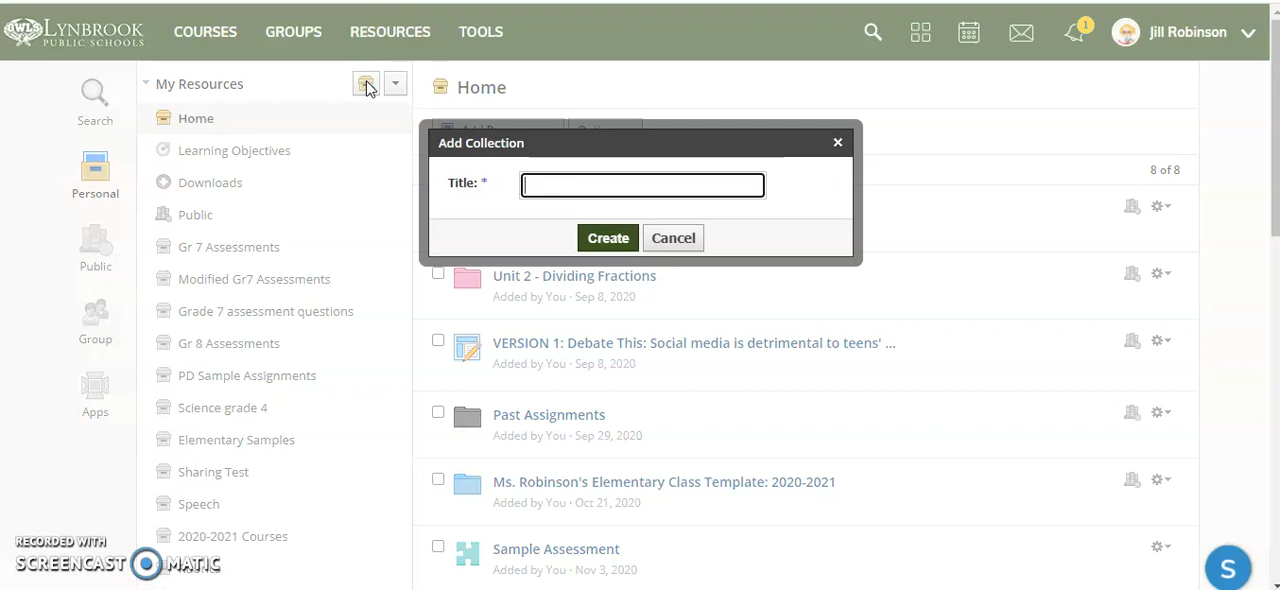 OWLS LYNBROOK
PUBLIC SCHOOLS
COURSES GROUPS RESOURCES TOOLS
1
Jill Robinson
Search
Personal
Public
Group
Apps
My Resources
Home
Learning Objectives
Downloads
Public
Gr 7 Assessments
Modified Gr7 Assessments
Grade 7 assessment questions
Gr 8 Assessments
PD Sample Assignments
Science grade 4
Elementary Samples
Sharing Test
Speech
2020-2021 Courses
Home
8 of 8
Add Collection
Title: *
Create Cancel
Unit 2 - Dividing Fractions
Added by You · Sep 8, 2020
VERSION 1: Debate This: Social media is detrimental to teens' ...
Added by You · Sep 8, 2020
Past Assignments
Added by You · Sep 29, 2020
Ms. Robinson's Elementary Class Template: 2020-2021
Added by You · Oct 21, 2020
Sample Assessment
Added by You · Nov 3, 2020
RECORDED WITH
SCREENCAST MATIC
S